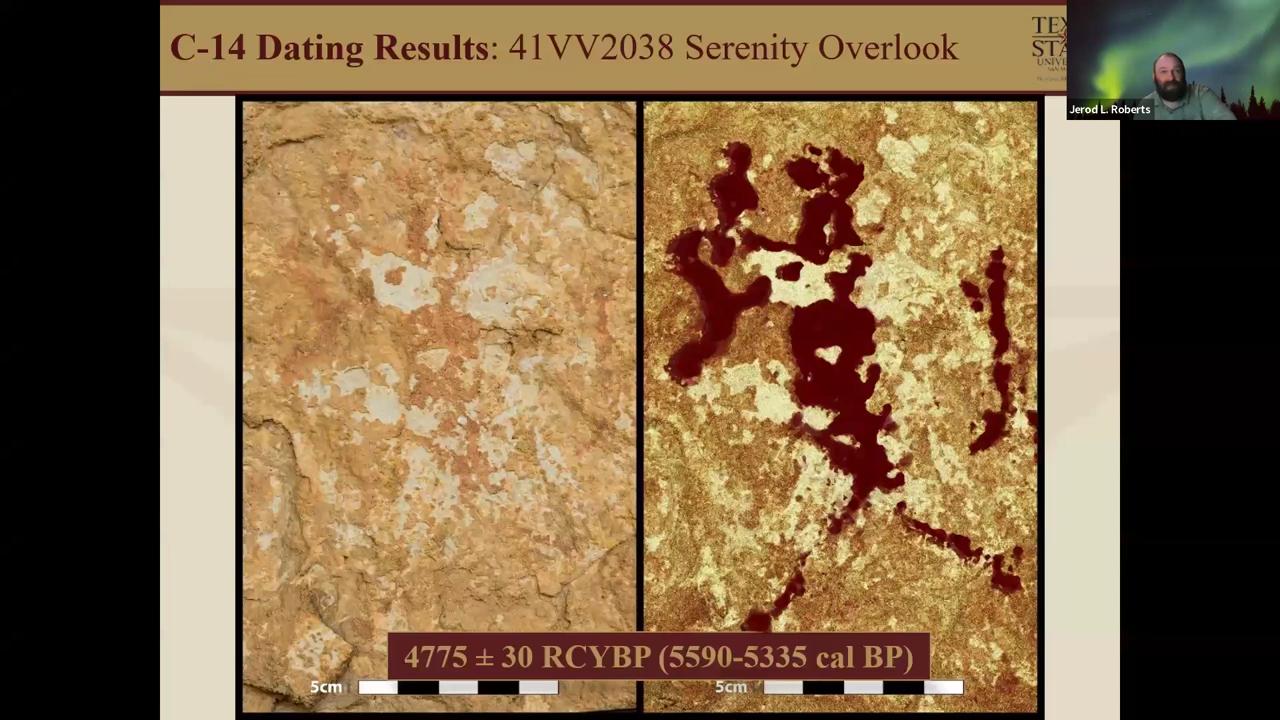 C-14 Dating Results: 41VV2038 Serenity Overlook
Jerod L. Roberts
4775 ± 30 RCYBP (5590-5335 cal BP)
5cm
5cm